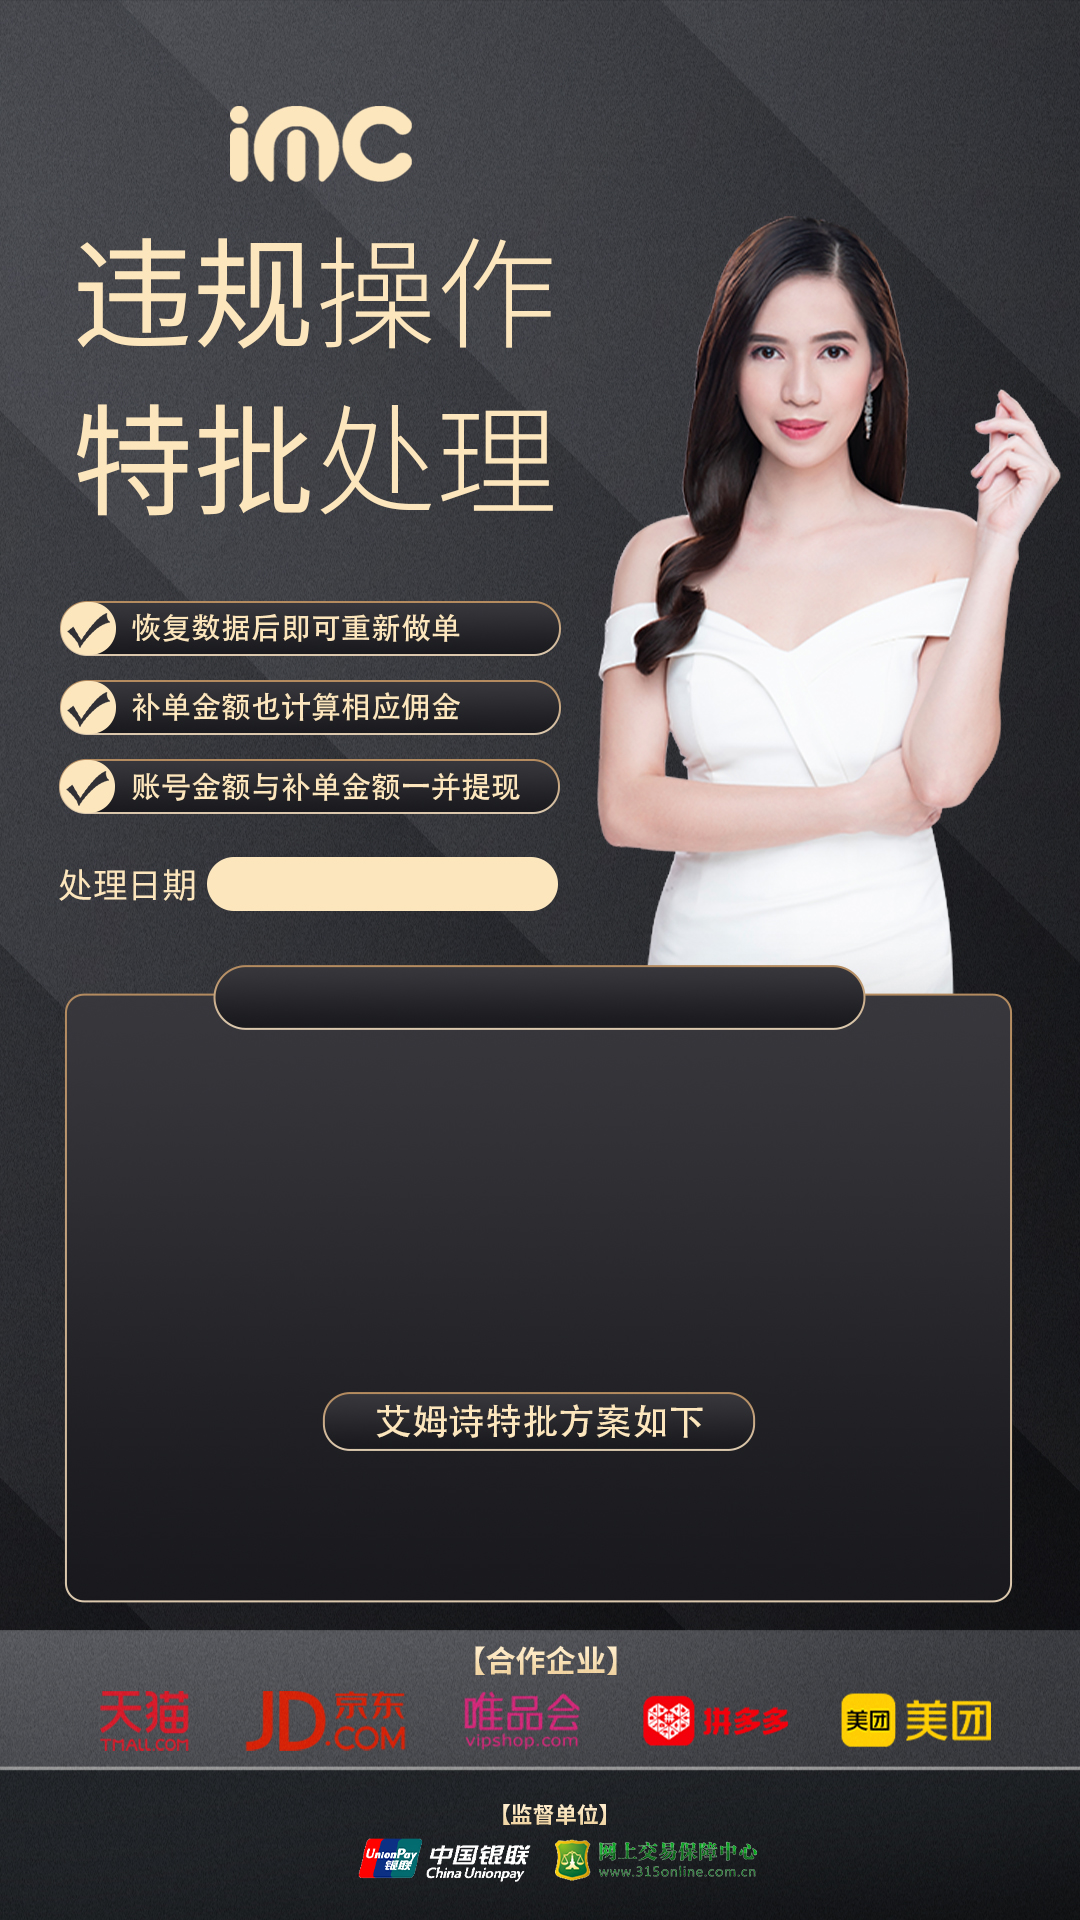 imc
违规操作
特批处理
恢复数据后即可重新做单
补单金额也计算相应佣金
账号金额与补单金额一并提现
处理日期
艾姆诗特批方案如下
【合作企业】
天猫
TMALL.COM
JD.京东
.COM
唯品会
vipshop.com
拼多多
美团 美团
【监督单位】
UnionPay
银联
中国银联
China Unionpay
网上交易保障中心
www.315online.com.cn